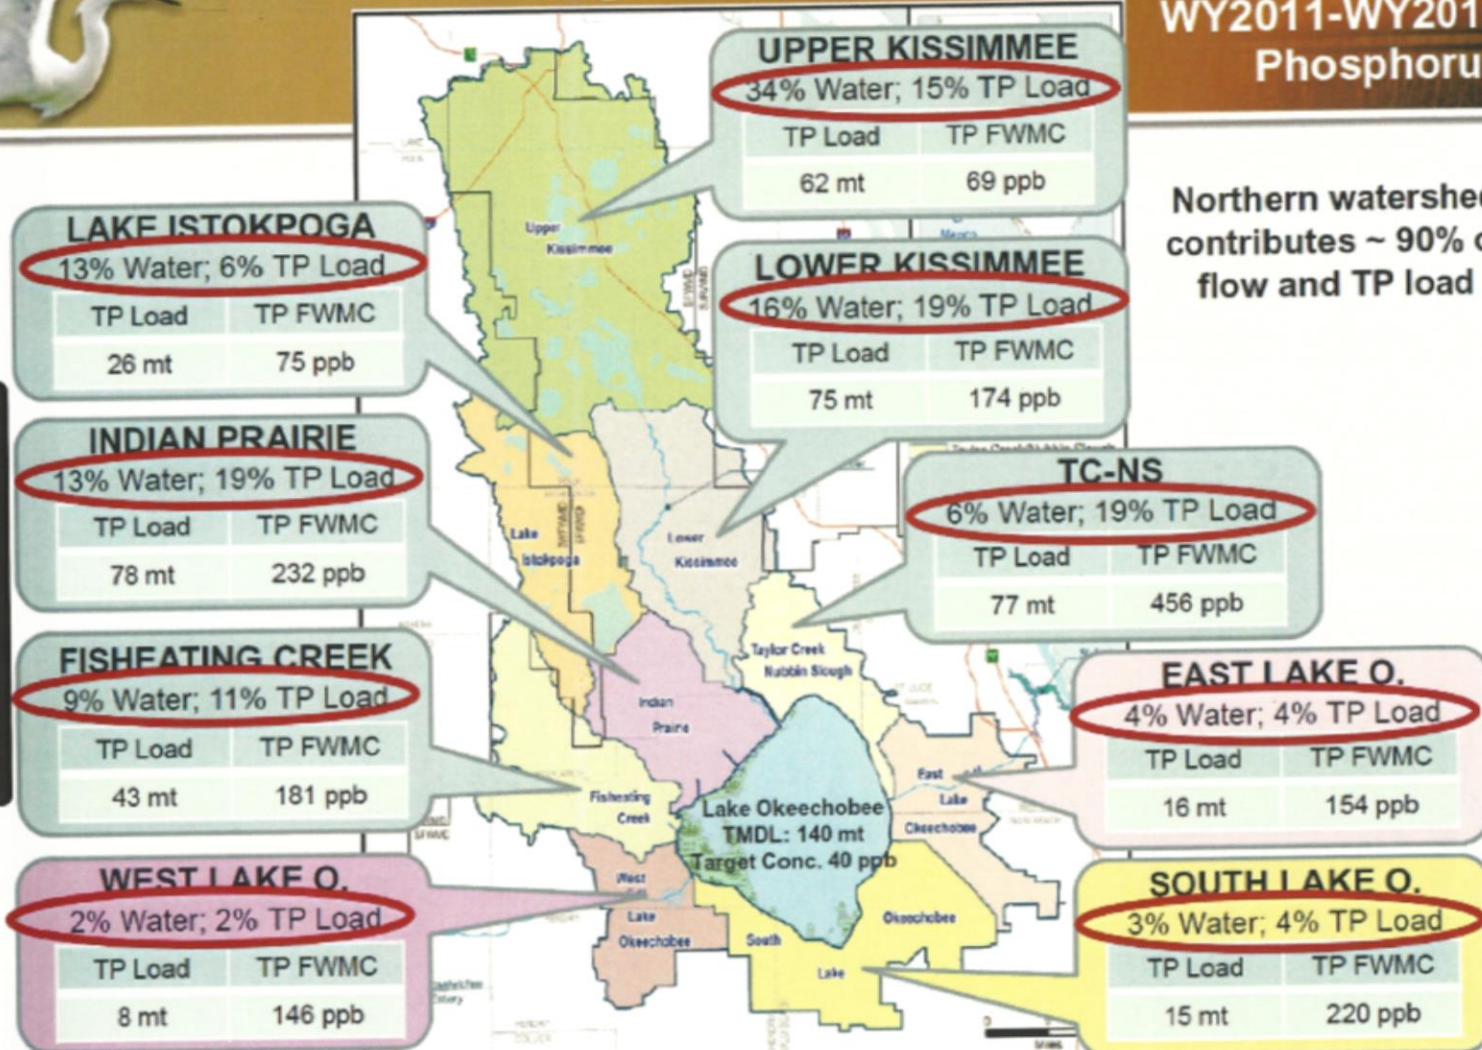 WY2011-WY201
Phosphoru
Northern watershed
contributes ~ 90% o
flow and TP load
UPPER KISSIMMEE
34% Water; 15% TP Load
TP Load TP FWMC
62 mt 69 ppb
LAKE ISTOKPOGA
13% Water; 6% TP Load
TP Load TP FWMC
26 mt 75 ppb
LOWER KISSIMMEE
16% Water; 19% TP Load
TP Load TP FWMC
75 mt 174 ppb
INDIAN PRAIRIE
13% Water; 19% TP Load
TP Load TP FWMC
78 mt 232 ppb
TC-NS
6% Water; 19% TP Load
TP Load TP FWMC
77 mt 456 ppb
FISHEATING CREEK
9% Water; 11% TP Load
TP Load TP FWMC
43 mt 181 ppb
EAST LAKE O.
4% Water; 4% TP Load
TP Load TP FWMC
16 mt 154 ppb
WEST LAKE O.
2% Water; 2% TP Load
TP Load TP FWMC
8 mt 146 ppb
SOUTH LAKE O.
3% Water; 4% TP Load
TP Load TP FWMC
15 mt 220 ppb
Upper
Kissimmee
Lake
Istokpoga
Lower
Kissimmee
Taylor Creek
Nubbin Slough
Indian
Prairie
Fisheating
Creek
Lake Okeechobee
TMDL: 140 mt
Target Conc. 40 ppb
East
Lake
Okeechobee
West
Lake
Okeechobee
South
Lake
Okeechobee
Miles